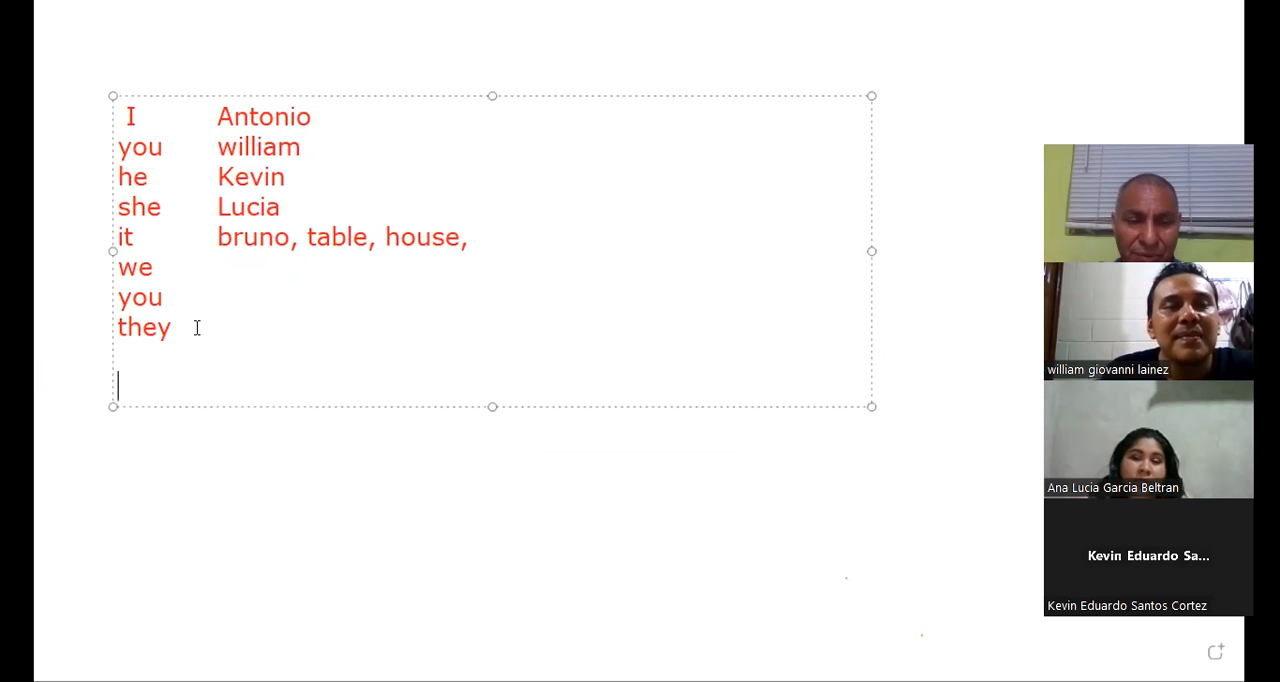 I Antonio
you william
he Kevin
she Lucia
it bruno, table, house,
we
you
they
william giovanni lainez
Ana Lucia Garcia Beltran
Kevin Eduardo Sa...
Kevin Eduardo Santos Cortez